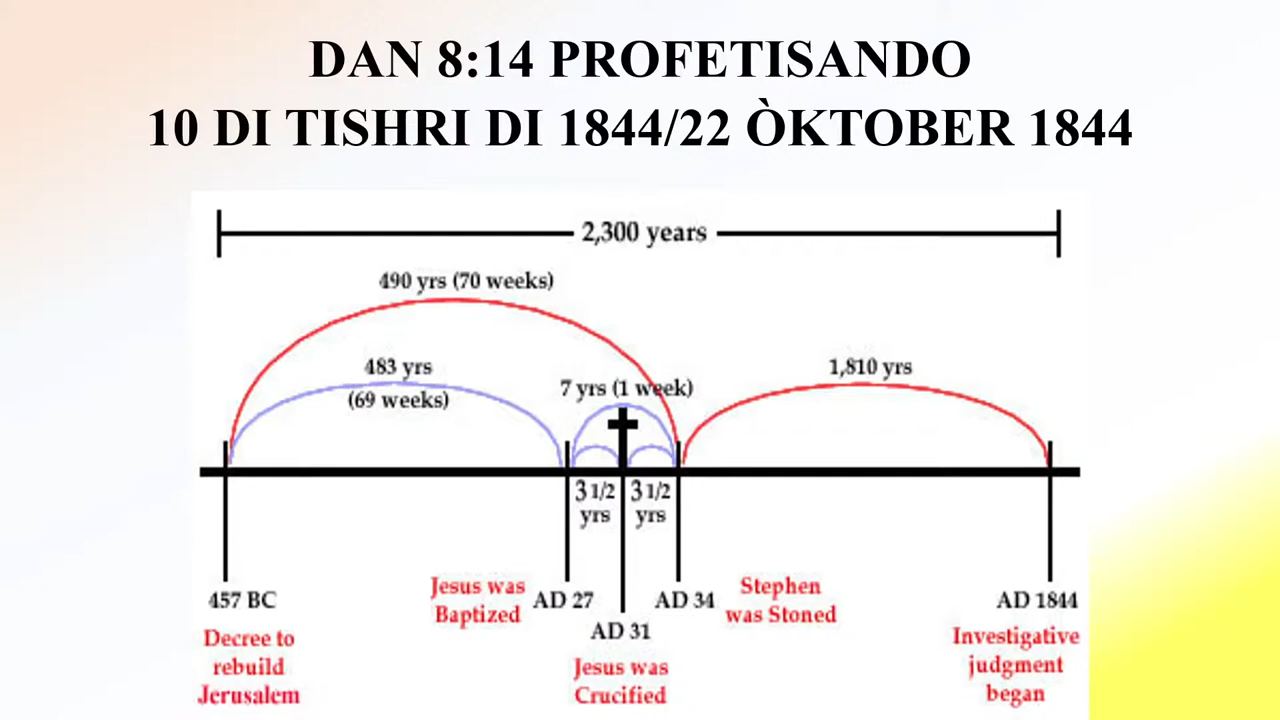 DAN 8:14 PROFETISANDO
10 DI TISHRI DI 1844/22 ÒKTOBER 1844
2,300 years
490 yrs (70 weeks)
483 yrs
(69 weeks)
7 yrs (1 week)
1,810 yrs
3 1/2
yrs
3 1/2
yrs
457 BC
Decree to
rebuild
Jerusalem
Jesus was
Baptized
AD 27
AD 31
Jesus was
Crucified
AD 34
Stephen
was Stoned
AD 1844
Investigative
judgment
began